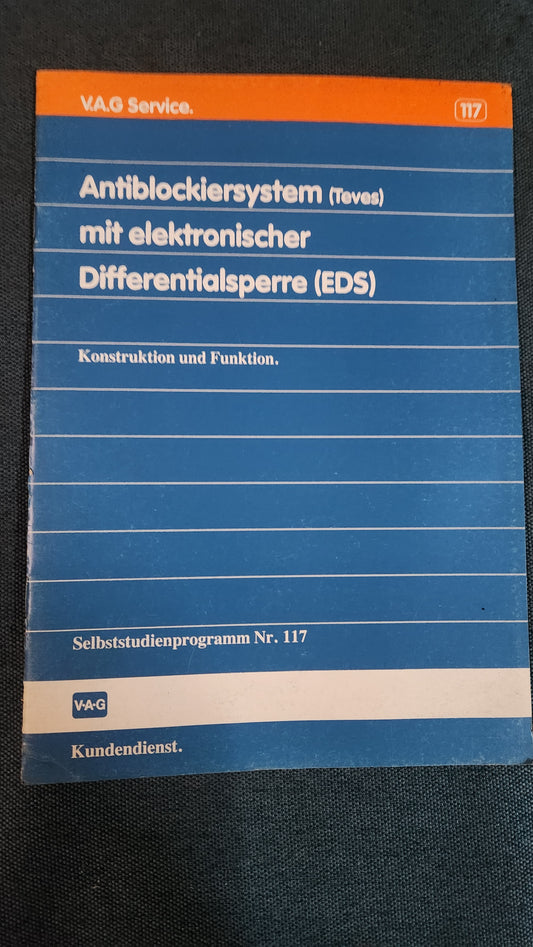 V.A.G Service.
117
Antiblockiersystem (Teves)
mit elektronischer
Differentialsperre (EDS)
Konstruktion und Funktion.
Selbststudienprogramm Nr. 117
V·A·G
Kundendienst.